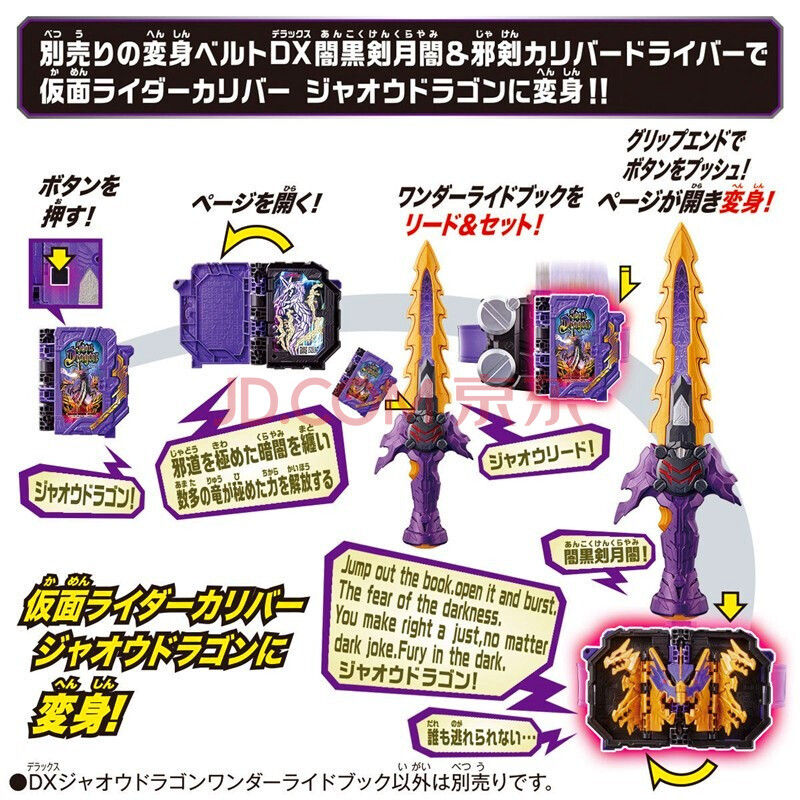 別売りの変身ベルトDX闇黒剣月闇&邪剣カリバードライバーで
仮面ライダーカリバー ジャオウドラゴンに変身!!
ボタンを
押す!
ページを開く!
ワンダーライドブックを
リード&セット!
グリップエンドで
ボタンをプッシュ!
ページが開き変身!
Jaou Dragon
JD.COM 京东
ジャオウドラゴン!
邪道を極めた暗闇を纏い
数多の竜が極めた力を解放する
ジャオウリード!
闇黒剣月闇!
Jump out the book,open it and burst.
The fear of the darkness.
You make right a just,no matter
dark joke.Fury in the dark.
ジャオウドラゴン!
誰も逃れられない…
仮面ライダーカリバー
ジャオウドラゴンに
変身!
●DXジャオウドラゴンワンダーライドブック以外は別売りです。